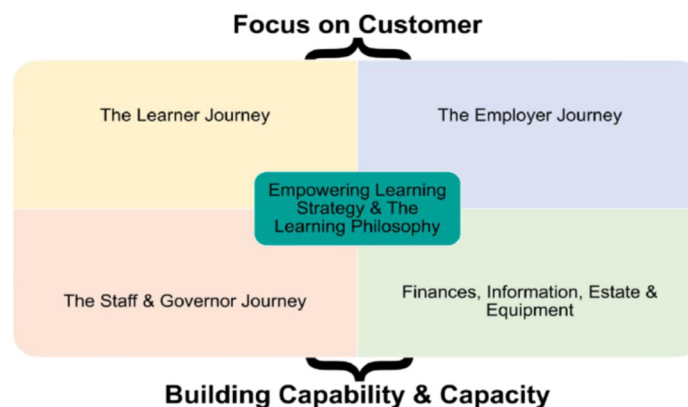 Focus on Customer
The Learner Journey
The Employer Journey
Empowering Learning
Strategy & The
Learning Philosophy
The Staff & Governor Journey
Finances, Information, Estate &
Equipment
Building Capability & Capacity